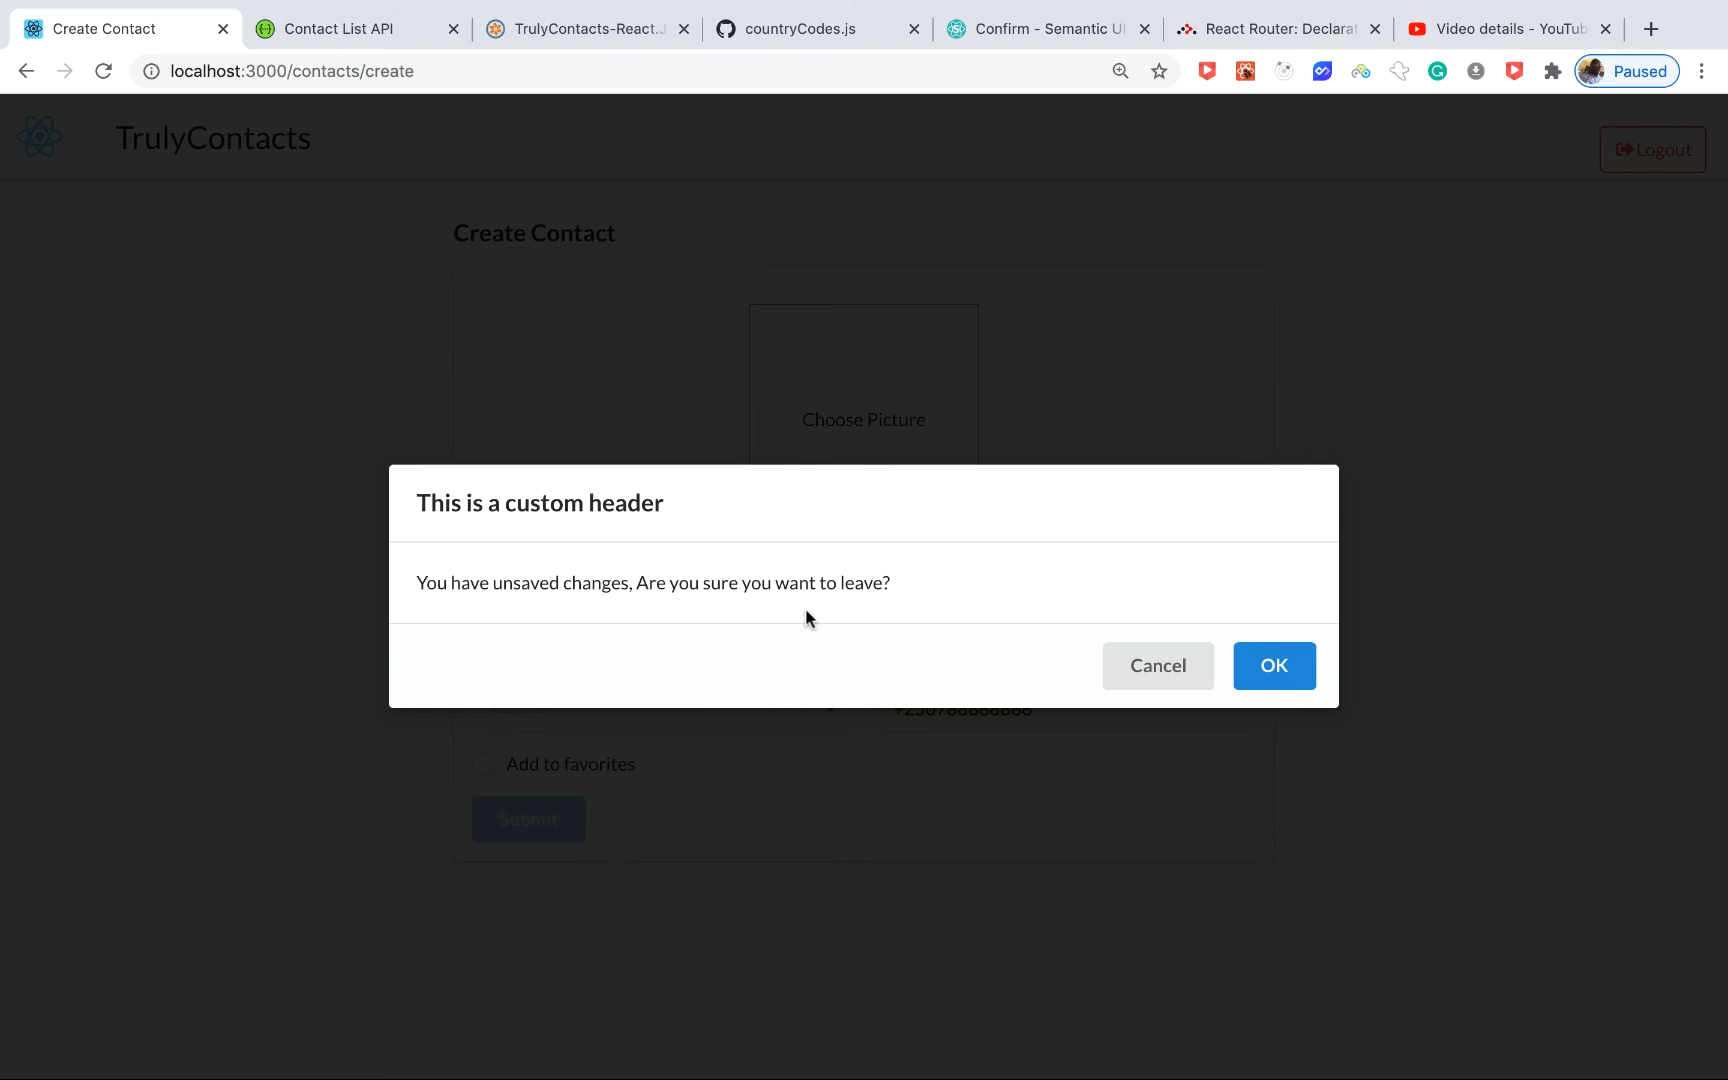 Create Contact
Contact List API
TrulyContacts-React.J
countryCodes.js
Confirm - Semantic UI
React Router: Declarat
Video details - YouTub
localhost:3000/contacts/create
Paused
TrulyContacts
Logout
Create Contact
Choose Picture
This is a custom header
You have unsaved changes, Are you sure you want to leave?
Cancel
OK
Add to favorites
Submit